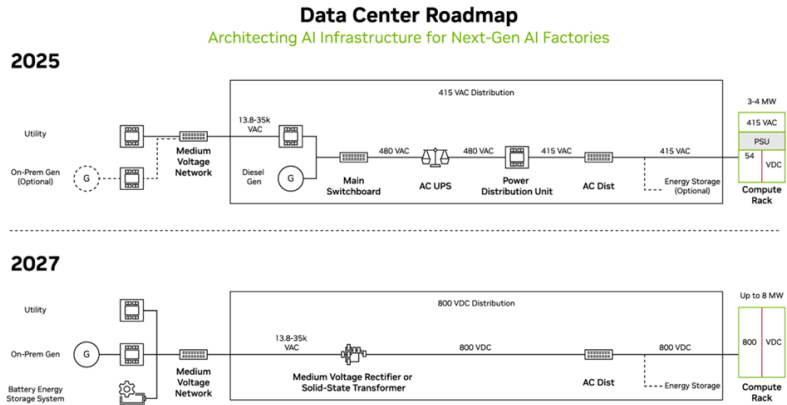 Data Center Roadmap
Architecting AI Infrastructure for Next-Gen AI Factories
2025
415 VAC Distribution
3-4 MW
13.8-35k
VAC
415 VAC
Utility
PSU
Medium
Voltage
Network
480 VAC
480 VAC
415 VAC
415 VAC
54
VDC
On-Prem Gen
(Optional)
G
Diesel
Gen
G
Main
Switchboard
AC UPS
Power
Distribution Unit
AC Dist
Energy Storage
(Optional)
Compute
Rack
2027
800 VDC Distribution
Up to 8 MW
Utility
13.8-35k
VAC
800 VDC
800 VDC
800
VDC
On-Prem Gen
G
Medium
Voltage
Network
Medium Voltage Rectifier or
Solid-State Transformer
AC Dist
Energy Storage
Compute
Rack
Battery Energy
Storage System